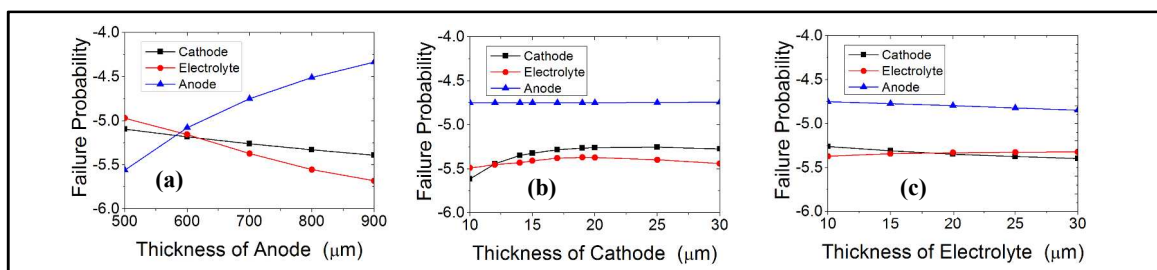 Failure Probability
-4.0
-4.5
-5.0
-5.5
-6.0
Cathode
Electrolyte
Anode
(a)
500 600 700 800 900
Thickness of Anode (μm)
Failure Probability
-4.0
-4.5
-5.0
-5.5
-6.0
Cathode
Electrolyte
Anode
(b)
10 15 20 25 30
Thickness of Cathode (μm)
Failure Probability
-4.0
-4.5
-5.0
-5.5
-6.0
Cathode
Electrolyte
Anode
(c)
10 15 20 25 30
Thickness of Electrolyte (μm)